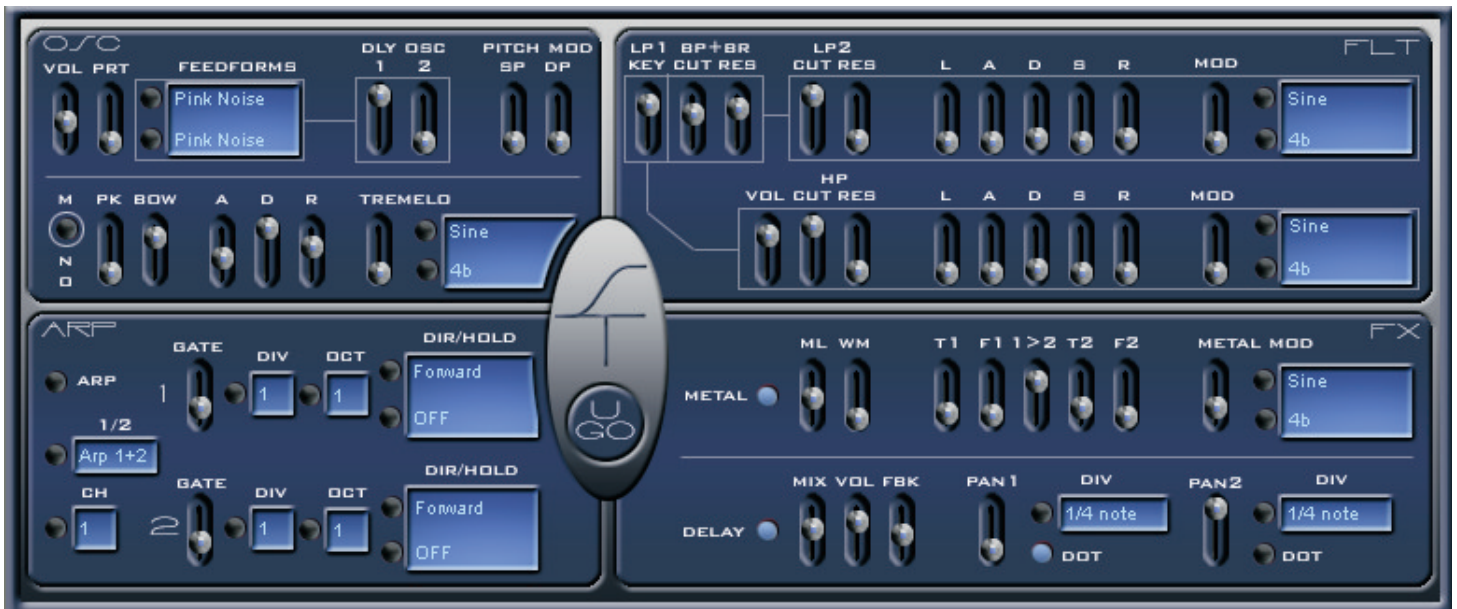 OSC
DLY OSC PITCH MOD
VOL PRT FEEDFORMS 1 2 SP DP
Pink Noise
Pink Noise
M PK BOW A D R TREMELO
N
O
Sine
4b
LP1 BP+BR LP2 FLT
KEY CUT RES CUT RES L A D S R MOD
Sine
4b
HP
VOL CUT RES L A D S R MOD
Sine
4b
ARP
GATE DIV OCT DIR/HOLD
ARP 1 1 1 Forward
OFF
1/2
Arp 1+2
CH GATE DIV OCT DIR/HOLD
1 2 1 1 Forward
OFF
U
GO
FX
ML WM T1 F1 1>2 T2 F2 METAL MOD
METAL
Sine
4b
MIX VOL FBK PAN1 DIV PAN2 DIV
DELAY 1/4 note 1/4 note
DOT DOT